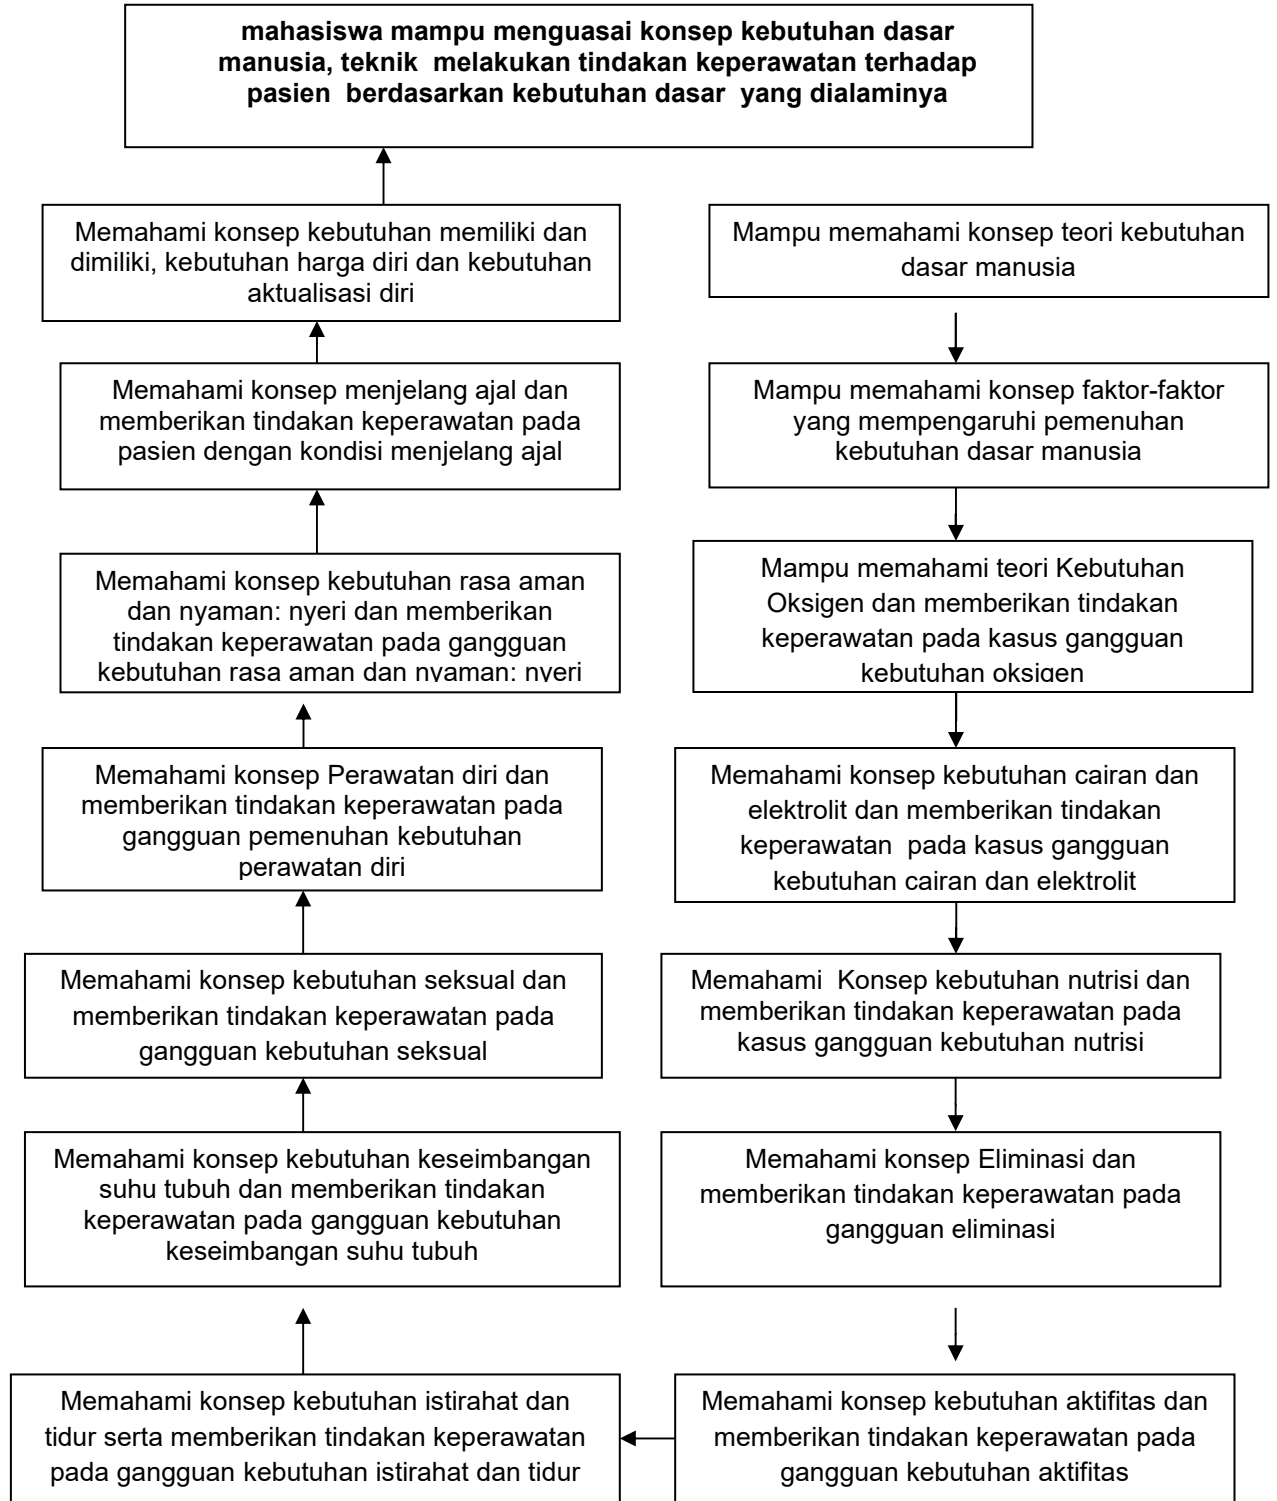 mahasiswa mampu menguasai konsep kebutuhan dasar
manusia, teknik melakukan tindakan keperawatan terhadap
pasien berdasarkan kebutuhan dasar yang dialaminya
Memahami konsep kebutuhan memiliki dan
dimiliki, kebutuhan harga diri dan kebutuhan
aktualisasi diri
Memahami konsep menjelang ajal dan
memberikan tindakan keperawatan pada
pasien dengan kondisi menjelang ajal
Memahami konsep kebutuhan rasa aman
dan nyaman: nyeri dan memberikan
tindakan keperawatan pada gangguan
kebutuhan rasa aman dan nyaman: nyeri
Memahami konsep Perawatan diri dan
memberikan tindakan keperawatan pada
gangguan pemenuhan kebutuhan
perawatan diri
Memahami konsep kebutuhan seksual dan
memberikan tindakan keperawatan pada
gangguan kebutuhan seksual
Memahami konsep kebutuhan keseimbangan
suhu tubuh dan memberikan tindakan
keperawatan pada gangguan kebutuhan
keseimbangan suhu tubuh
Memahami konsep kebutuhan istirahat dan
tidur serta memberikan tindakan keperawatan
pada gangguan kebutuhan istirahat dan tidur
Mampu memahami konsep teori kebutuhan
dasar manusia
Mampu memahami konsep faktor-faktor
yang mempengaruhi pemenuhan
kebutuhan dasar manusia
Mampu memahami teori Kebutuhan
Oksigen dan memberikan tindakan
keperawatan pada kasus gangguan
kebutuhan oksigen
Memahami konsep kebutuhan cairan dan
elektrolit dan memberikan tindakan
keperawatan pada kasus gangguan
kebutuhan cairan dan elektrolit
Memahami Konsep kebutuhan nutrisi dan
memberikan tindakan keperawatan pada
kasus gangguan kebutuhan nutrisi
Memahami konsep Eliminasi dan
memberikan tindakan keperawatan pada
gangguan eliminasi
Memahami konsep kebutuhan aktifitas dan
memberikan tindakan keperawatan pada
gangguan kebutuhan aktifitas